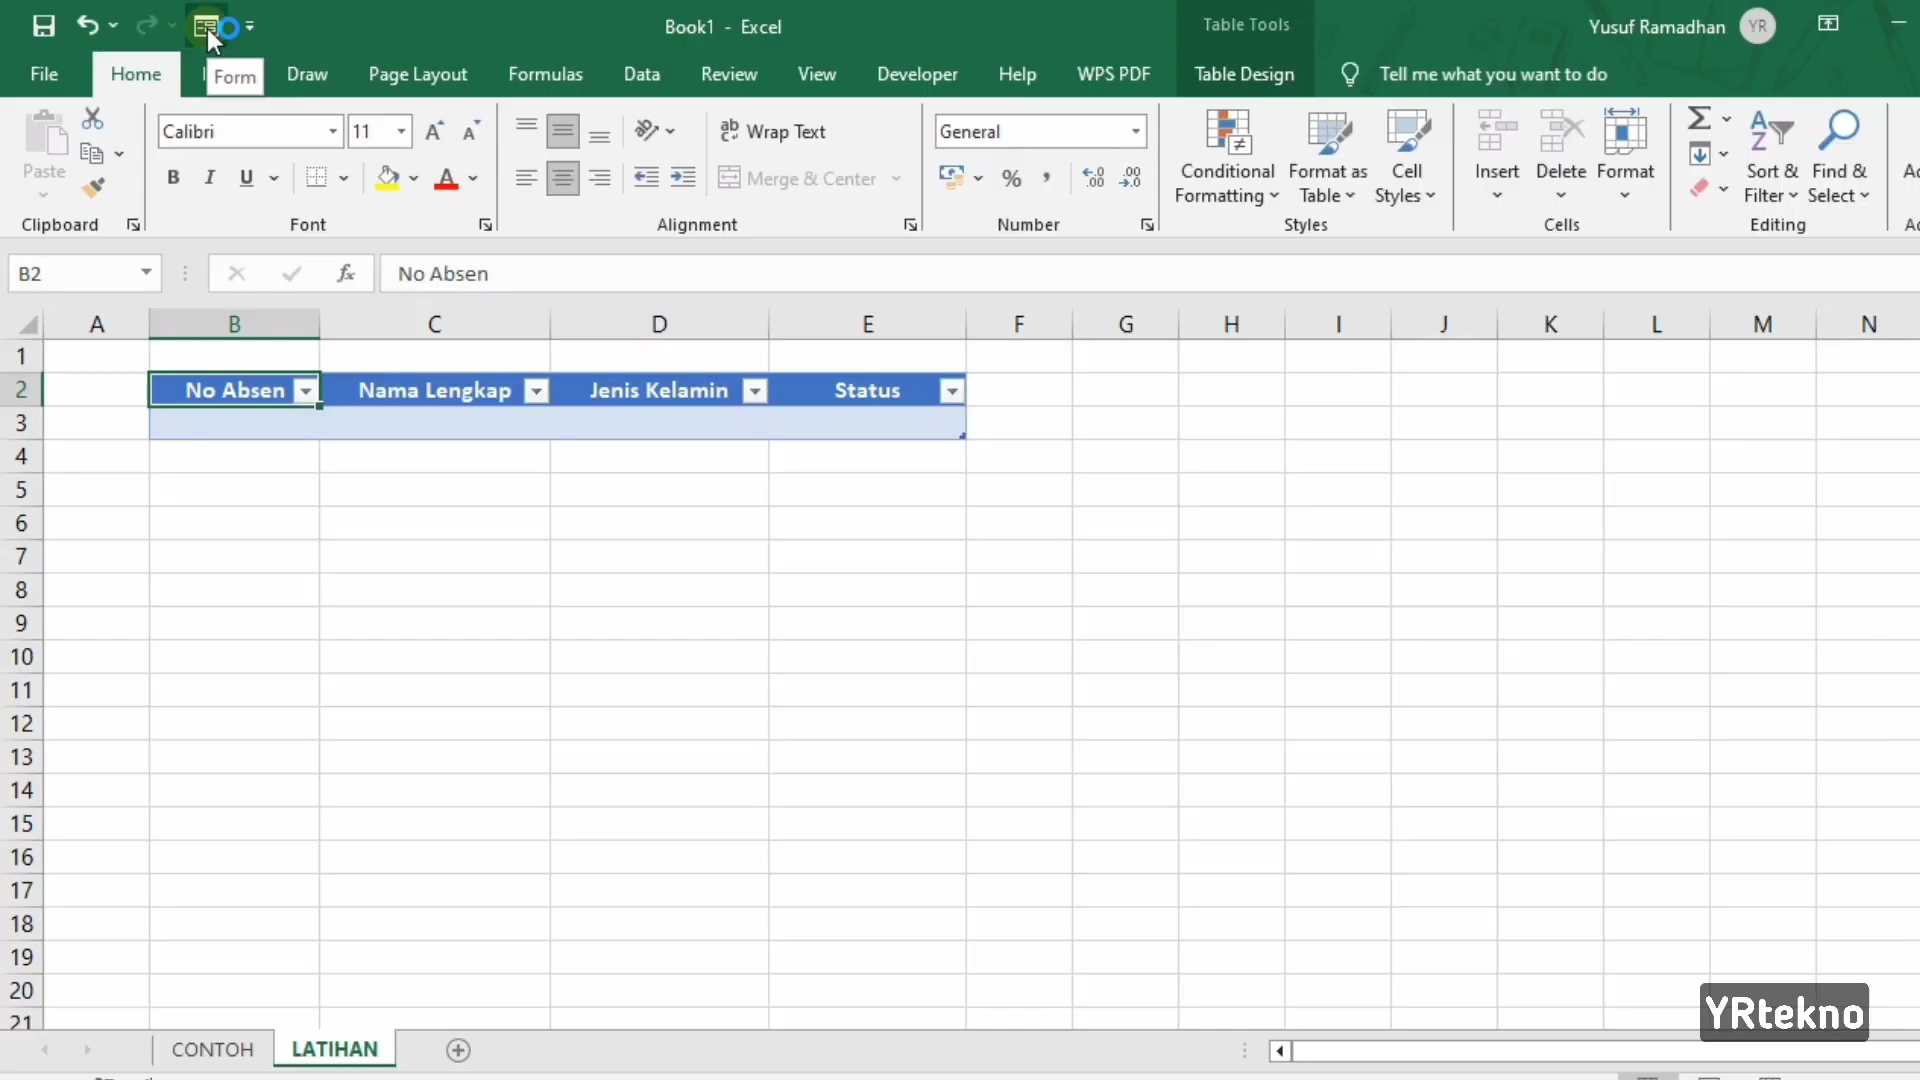 Book1 - Excel
Table Tools
Yusuf Ramadhan
YR
File
Home
Form
Draw
Page Layout
Formulas
Data
Review
View
Developer
Help
WPS PDF
Table Design
Tell me what you want to do
Paste
Clipboard
Calibri
11
B I U
A
Font
ab
Wrap Text
Merge & Center
Alignment
General
%
Number
Conditional
Formatting
Format as
Table
Cell
Styles
Styles
Insert
Delete
Format
Cells
Sort &
Filter
Find &
Select
Editing
B2
fx
No Absen
A B C D E F G H I J K L M N
1
2 No Absen Nama Lengkap Jenis Kelamin Status
3
4
5
6
7
8
9
10
11
12
13
14
15
16
17
18
19
20
21
YRtekno
CONTOH
LATIHAN